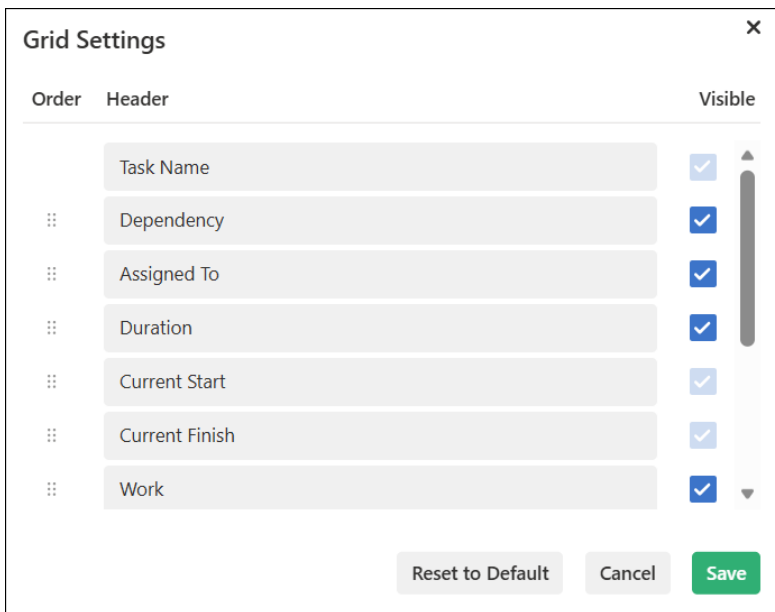 Grid Settings
Order Header Visible
Task Name
Dependency
Assigned To
Duration
Current Start
Current Finish
Work
Reset to Default Cancel Save